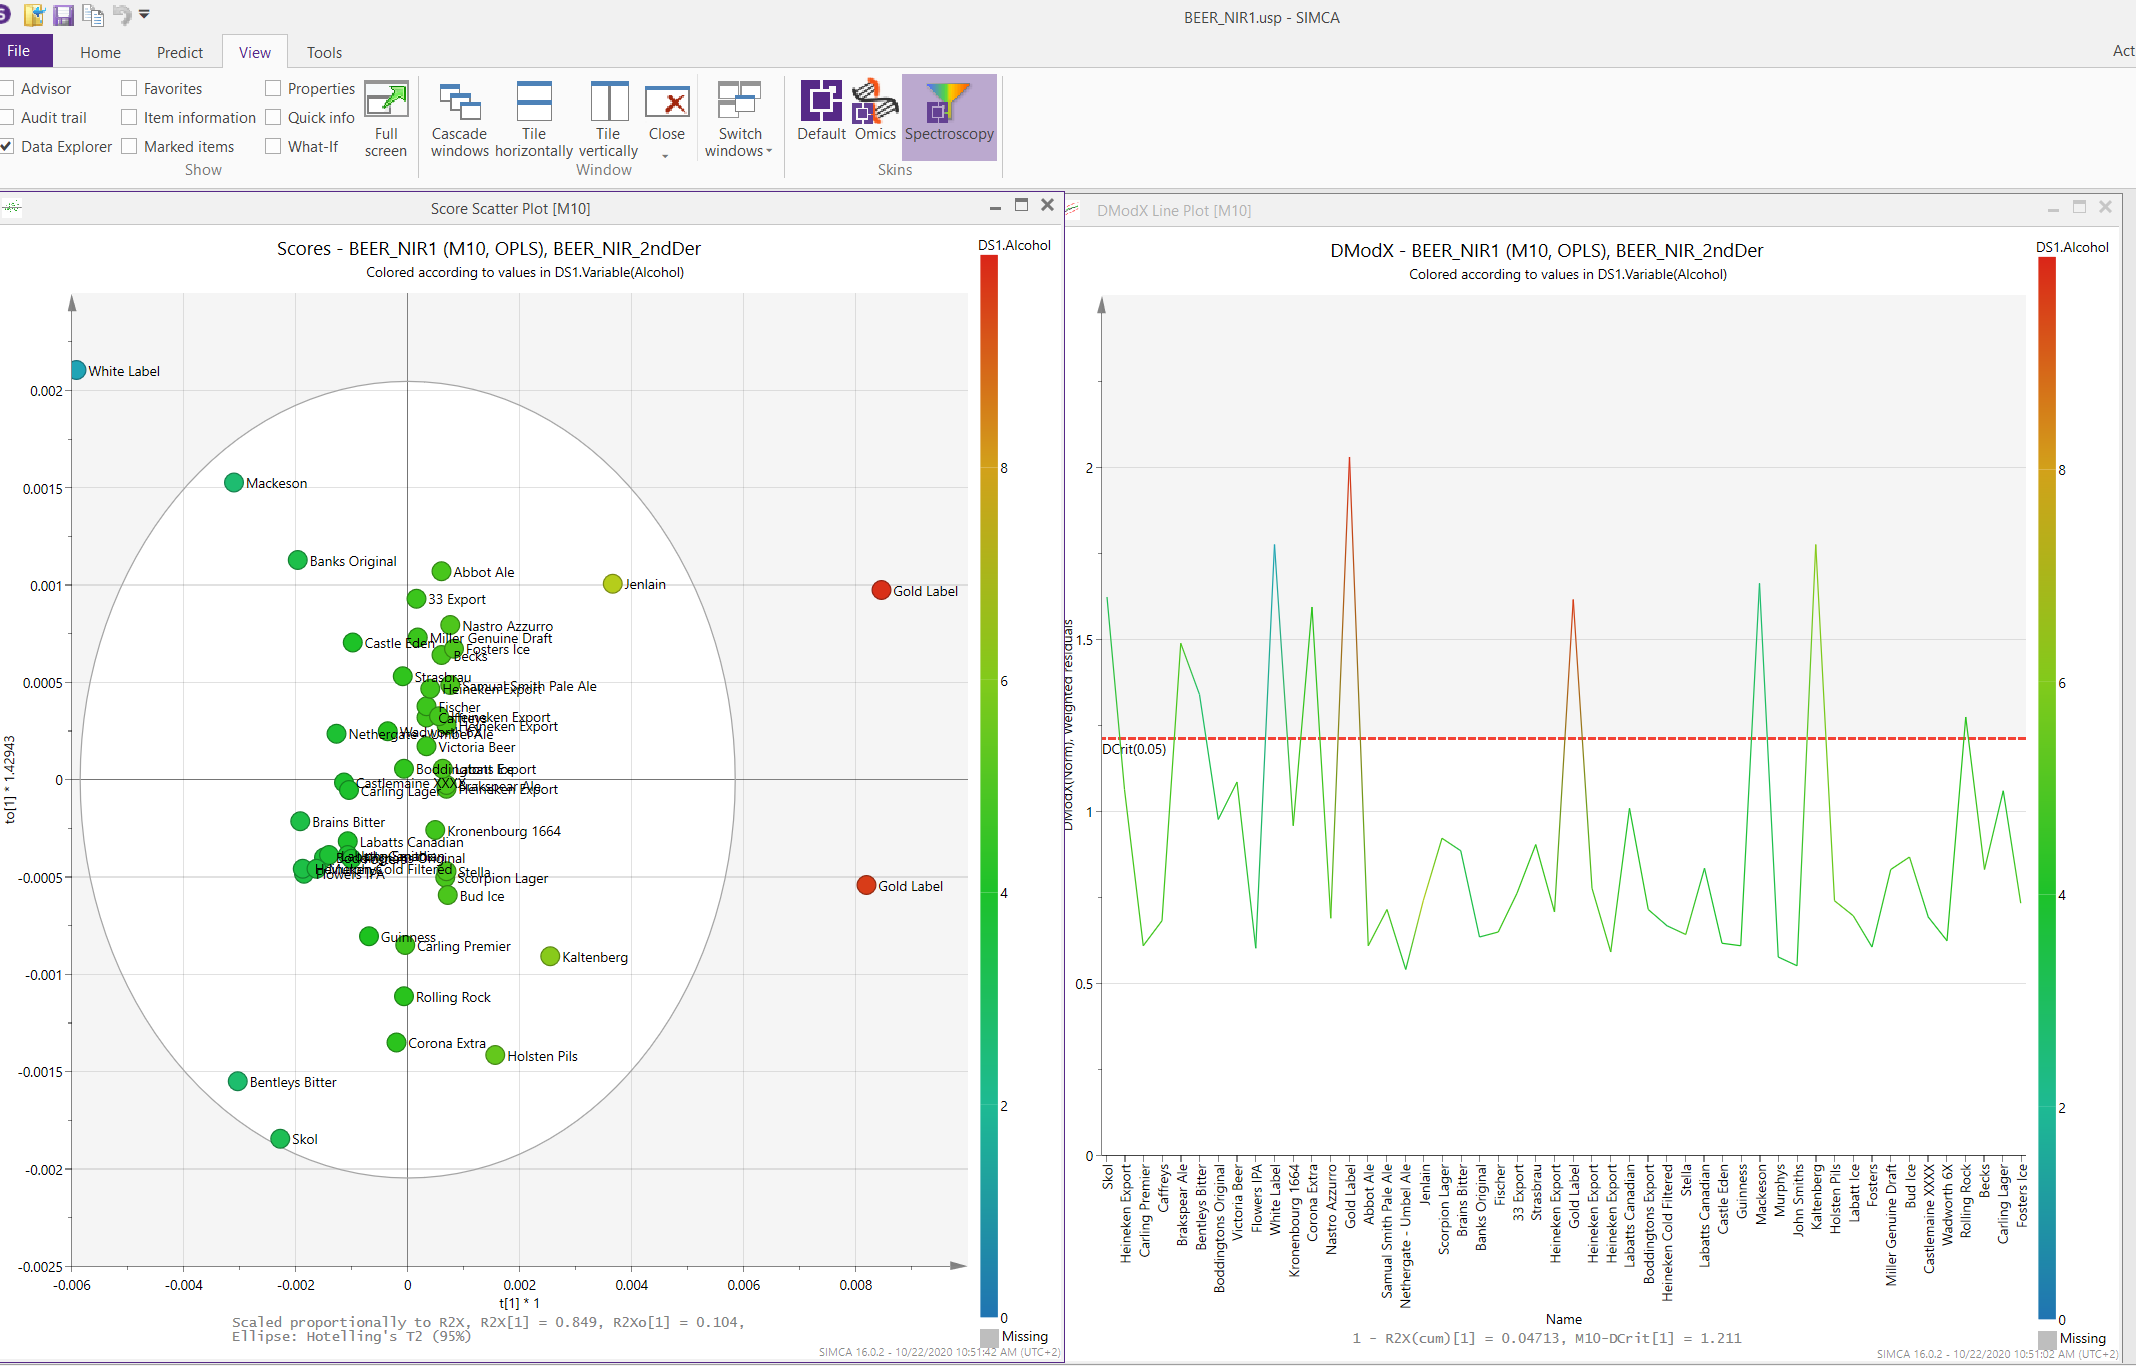 BEER_NIR1.usp - SIMCA
File Home Predict View Tools Act
Advisor Favorites Properties
Audit trail Item information Quick info
Data Explorer Marked items What-If
Show
Full screen
Cascade windows
Tile horizontally
Tile vertically
Close
Switch windows
Window
Default Omics Spectroscopy
Skins
Score Scatter Plot [M10]
Scores - BEER_NIR1 (M10, OPLS), BEER_NIR_2ndDer
Colored according to values in DS1.Variable(Alcohol)
DS1.Alcohol
8
6
4
2
0
Missing
to[1] * 1.42943
0.002
0.0015
0.001
0.0005
0
-0.0005
-0.001
-0.0015
-0.002
-0.0025
White Label
Mackeson
Banks Original
Abbot Ale
Jenlain
Gold Label
33 Export
Nastro Azzurro
Miller Genuine Draft
Castle Eden
Fosters Ice
Becks
Strasbrau
Samual Smith Pale Ale
Heineken Export
Fischer
Caffreys
Heineken Export
Heineken Export
Wadworth 6X
Nethergate - Umbel Ale
Victoria Beer
Boddingtons Export
Labatt Ice
Castlemaine XXXX
Brakspear Ale
Carling Lager
Heineken Export
Brains Bitter
Kronenbourg 1664
Labatts Canadian
Heineken Cold Filtered
Flowers IPA
Stella
Scorpion Lager
Gold Label
Bud Ice
Guinness
Carling Premier
Kaltenberg
Rolling Rock
Corona Extra
Holsten Pils
Bentleys Bitter
Skol
-0.006 -0.004 -0.002 0 0.002 0.004 0.006 0.008
t[1] * 1
Scaled proportionally to R2X, R2X[1] = 0.849, R2Xo[1] = 0.104,
Ellipse: Hotelling's T2 (95%)
SIMCA 16.0.2 - 10/22/2020 10:51:42 AM (UTC+2)
DModX Line Plot [M10]
DModX - BEER_NIR1 (M10, OPLS), BEER_NIR_2ndDer
Colored according to values in DS1.Variable(Alcohol)
DS1.Alcohol
8
6
4
2
0
Missing
DModX(Norm), Weighted residuals
2
1.5
1
0.5
0
DCrit(0.05)
Skol
Heineken Export
Carling Premier
Caffreys
Brakspear Ale
Bentleys Bitter
Boddingtons Original
Victoria Beer
Flowers IPA
White Label
Kronenbourg 1664
Corona Extra
Nastro Azzurro
Gold Label
Abbot Ale
Samual Smith Pale Ale
Nethergate - Umbel Ale
Jenlain
Scorpion Lager
Brains Bitter
Banks Original
Fischer
33 Export
Strasbrau
Heineken Export
Gold Label
Heineken Export
Heineken Export
Labatts Canadian
Boddingtons Export
Heineken Cold Filtered
Stella
Labatts Canadian
Castle Eden
Guinness
Mackeson
Murphys
John Smiths
Kaltenberg
Holsten Pils
Labatt Ice
Fosters
Miller Genuine Draft
Bud Ice
Castlemaine XXXX
Wadworth 6X
Rolling Rock
Becks
Carling Lager
Fosters Ice
Name
1 - R2X(cum)[1] = 0.04713, M10-DCrit[1] = 1.211
SIMCA 16.0.2 - 10/22/2020 10:51:02 AM (UTC+2)